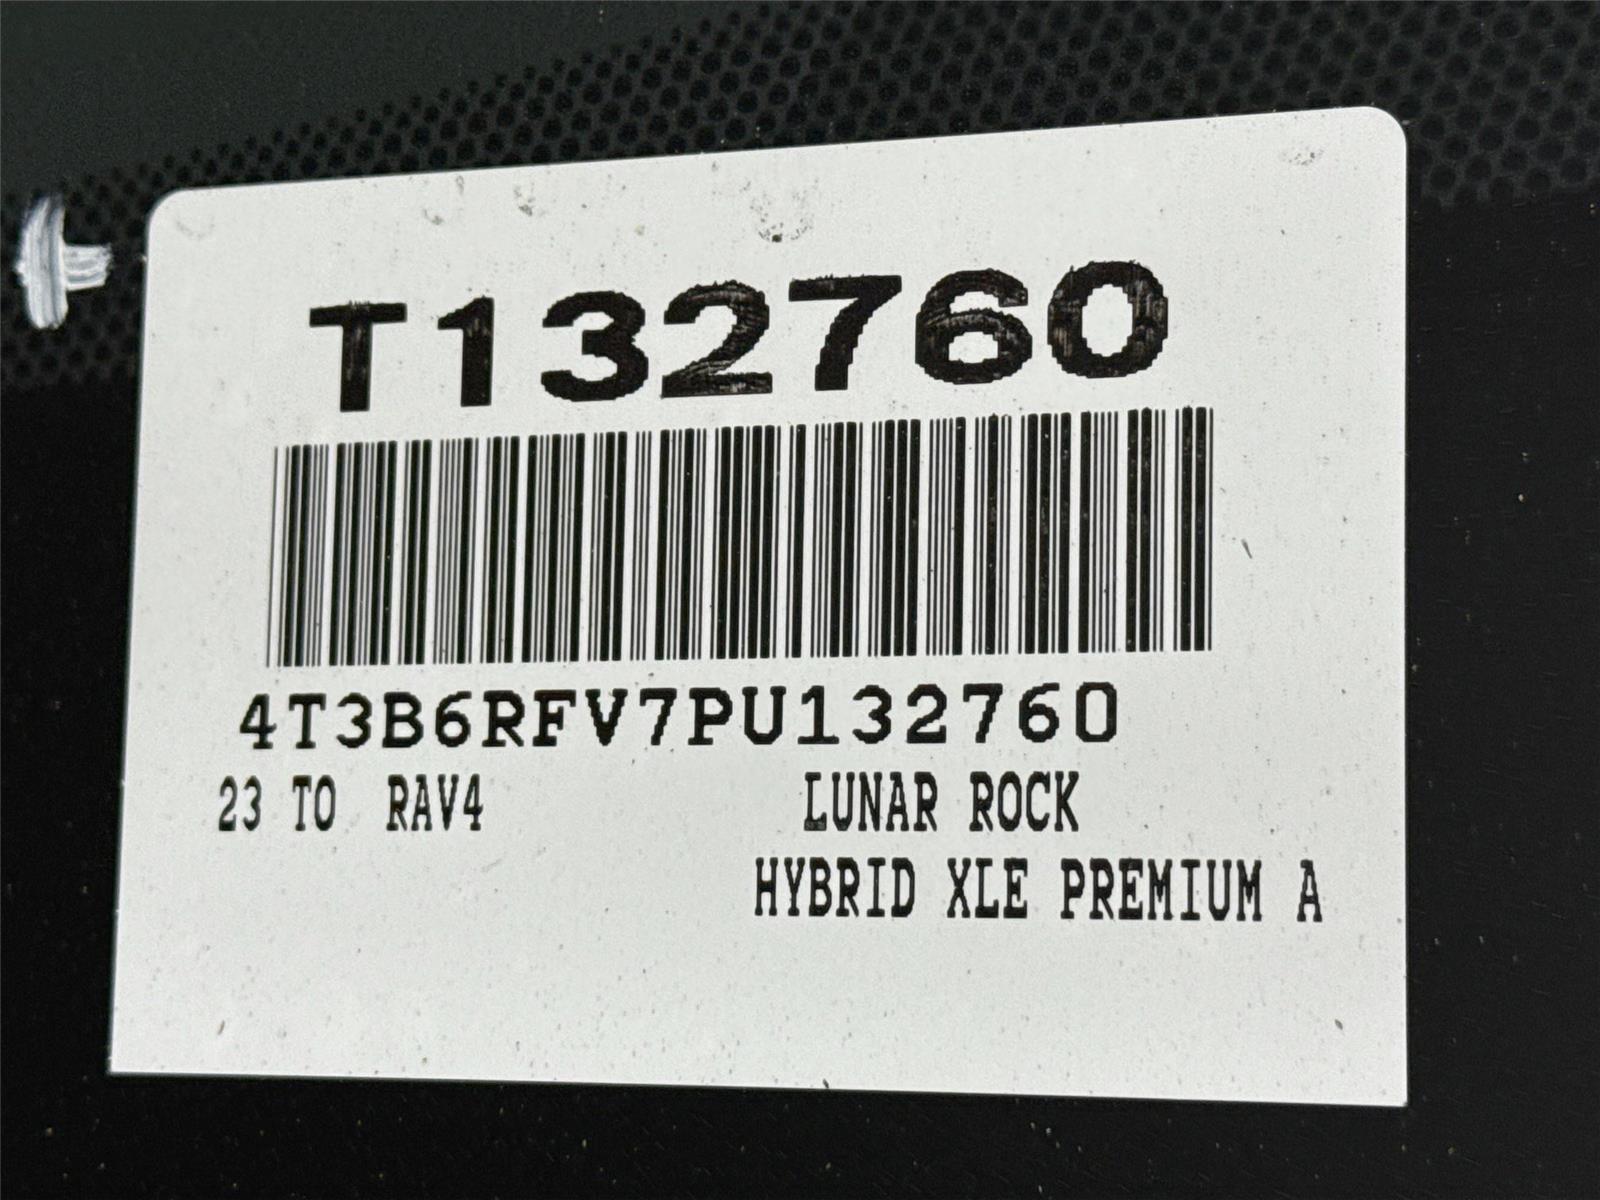 T132760
4T3B6RFV7PU132760
23 TO RAV4 LUNAR ROCK
HYBRID XLE PREMIUM A